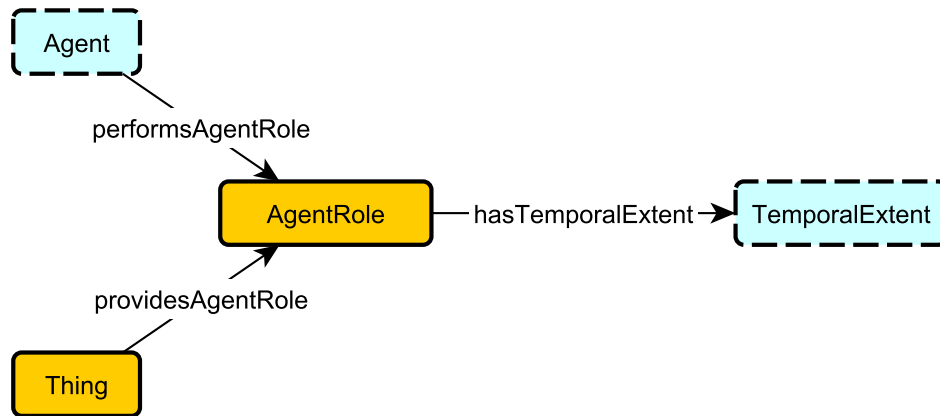 Agent
performsAgentRole
AgentRole
hasTemporalExtent
TemporalExtent
providesAgentRole
Thing